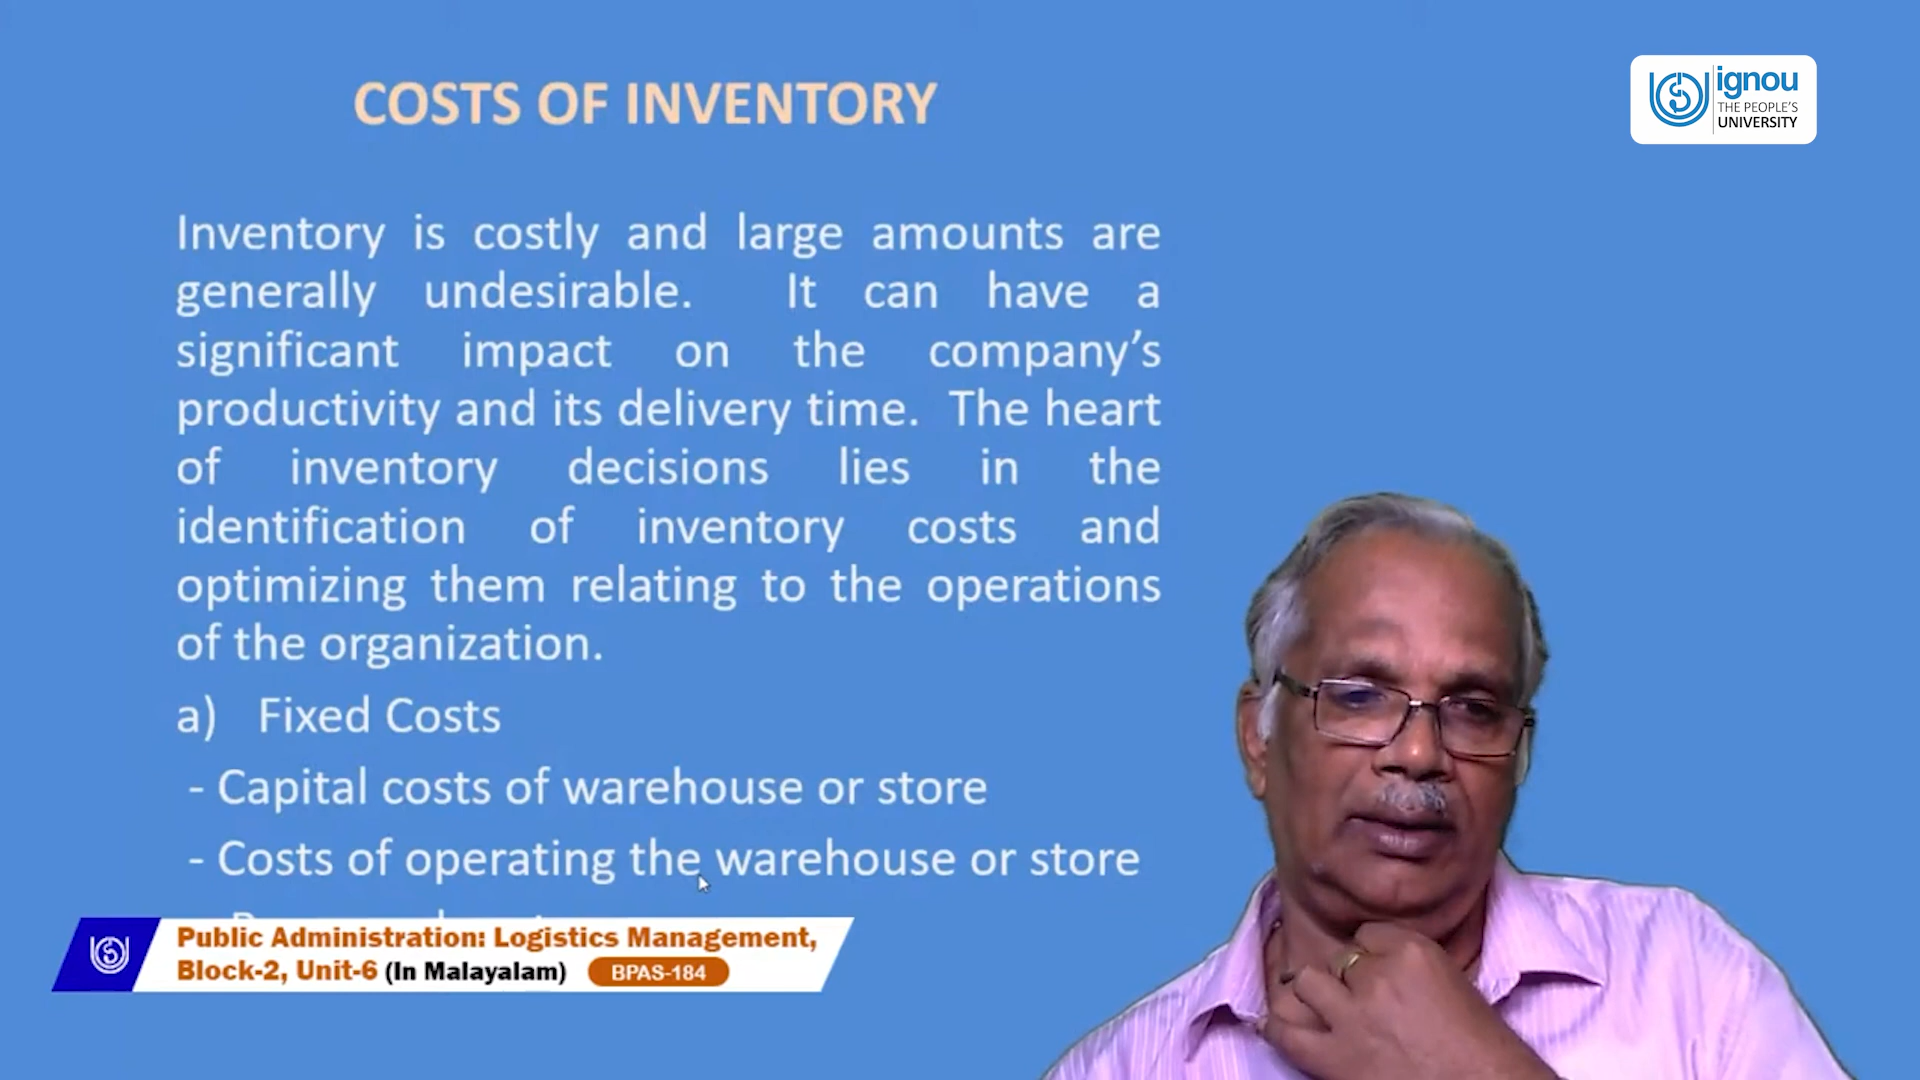 COSTS OF INVENTORY
ignou
THE PEOPLE'S
UNIVERSITY
Inventory is costly and large amounts are
generally undesirable. It can have a
significant impact on the company’s
productivity and its delivery time. The heart
of inventory decisions lies in the
identification of inventory costs and
optimizing them relating to the operations
of the organization.
a) Fixed Costs
- Capital costs of warehouse or store
- Costs of operating the warehouse or store
Public Administration: Logistics Management,
Block-2, Unit-6 (In Malayalam) BPAS-184